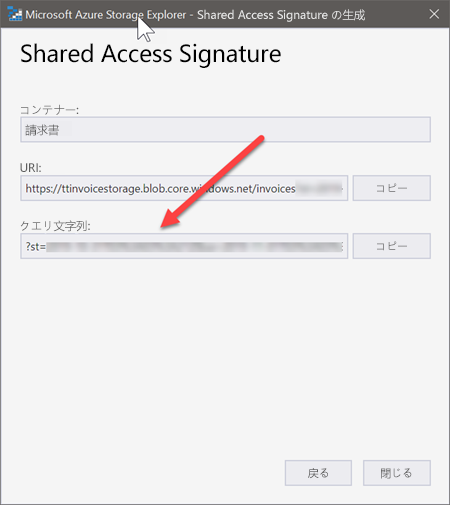 Microsoft Azure Storage Explorer - Shared Access Signature の生成
Shared Access Signature
コンテナー:
請求書
URI:
https://ttinvoicestorage.blob.core.windows.net/invoices
コピー
クエリ文字列:
?st=
コピー
戻る
閉じる